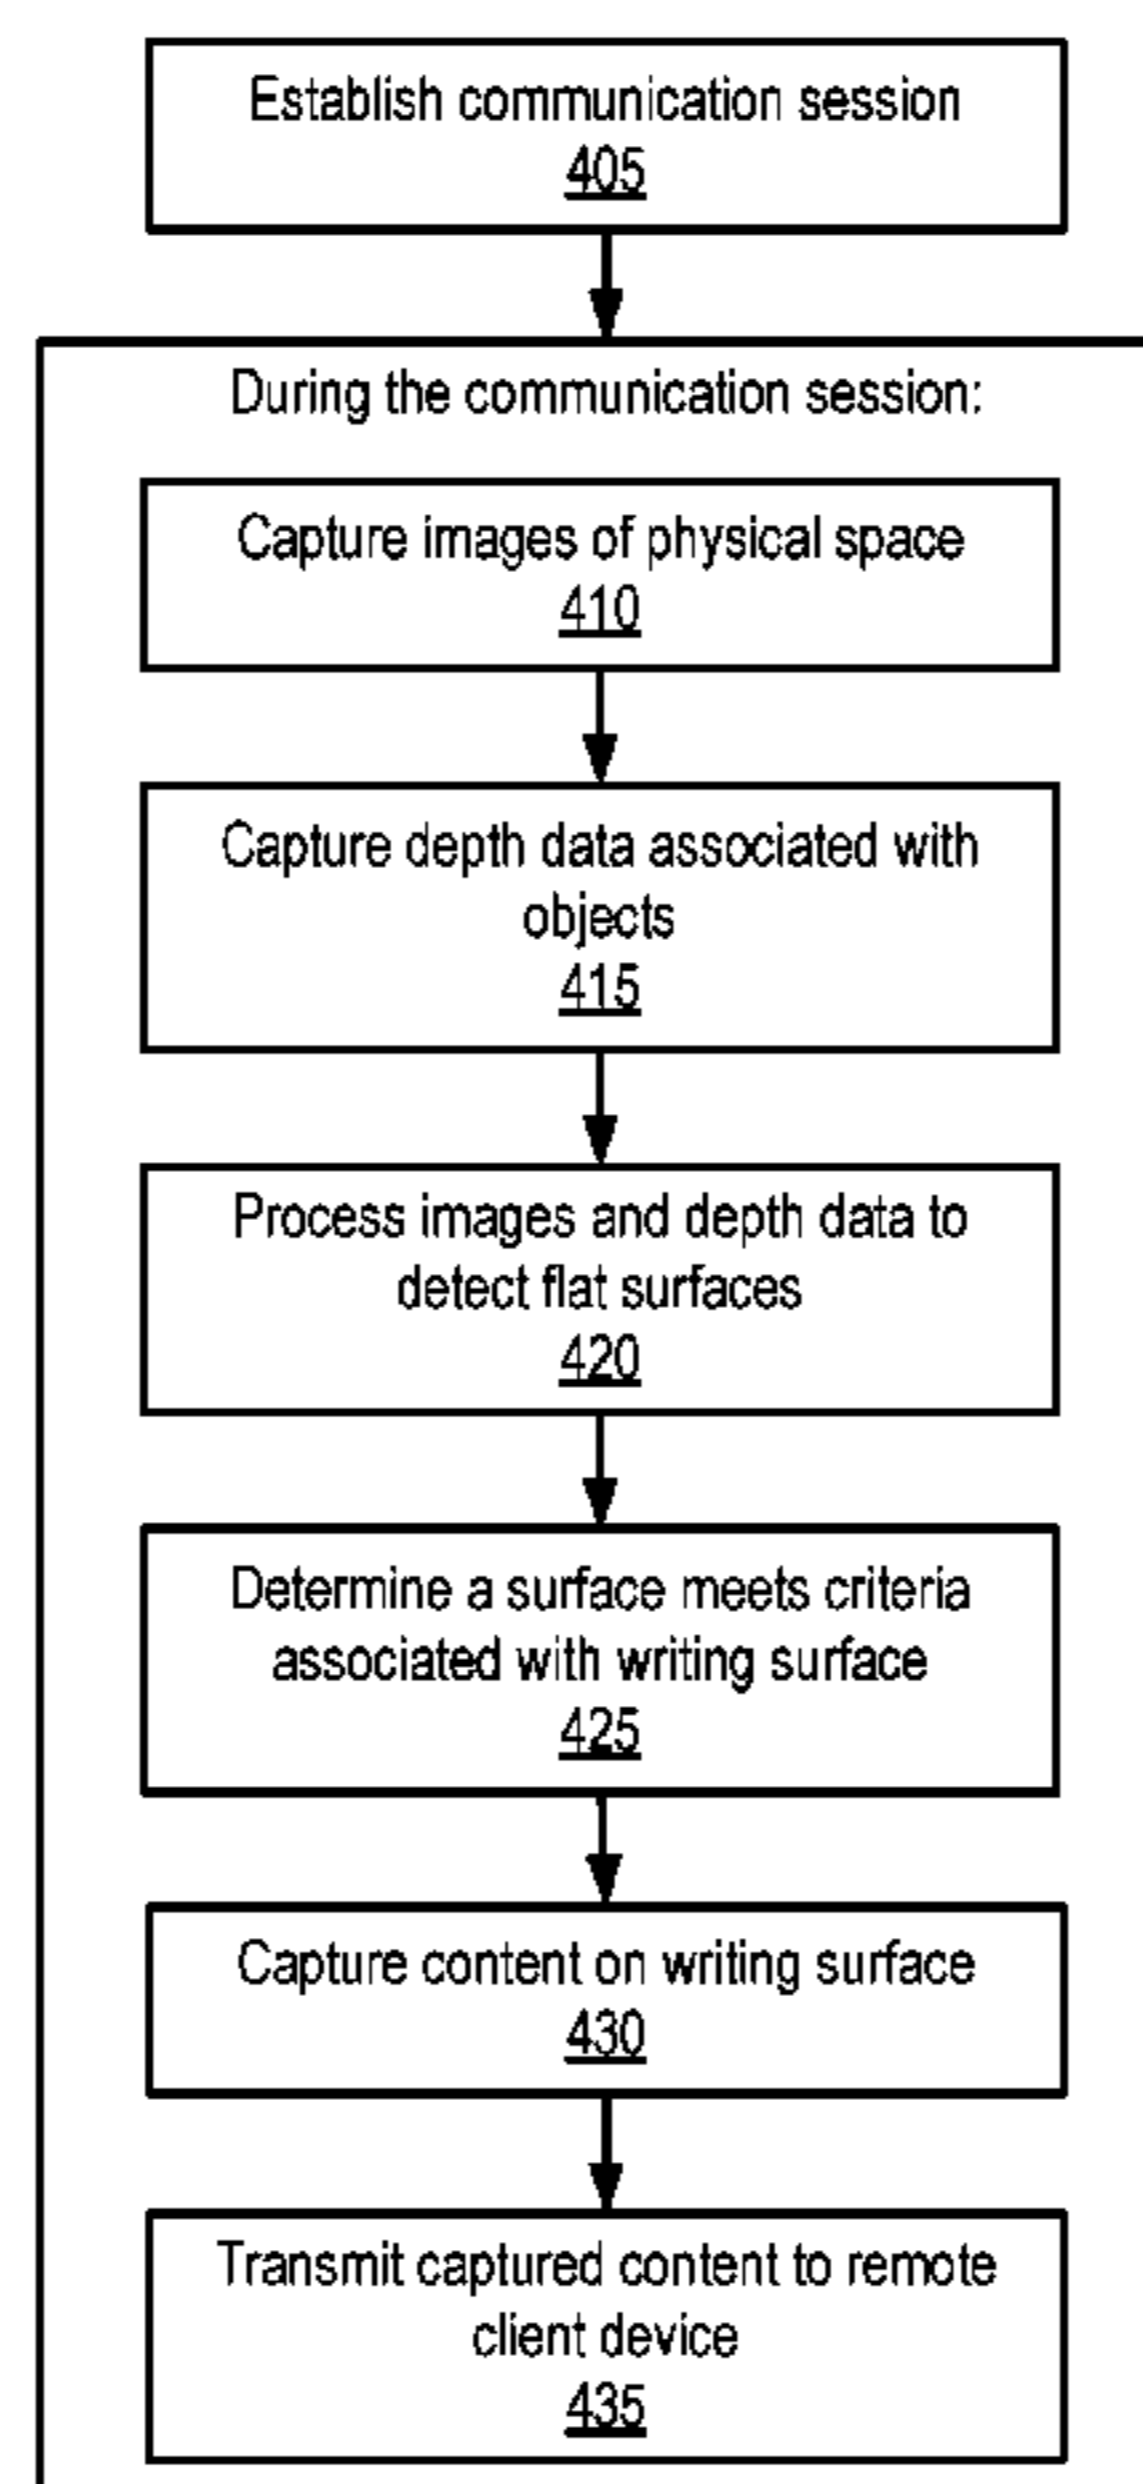 Establish communication session
405
During the communication session:
Capture images of physical space
410
Capture depth data associated with
objects
415
Process images and depth data to
detect flat surfaces
420
Determine a surface meets criteria
associated with writing surface
425
Capture content on writing surface
430
Transmit captured content to remote
client device
435